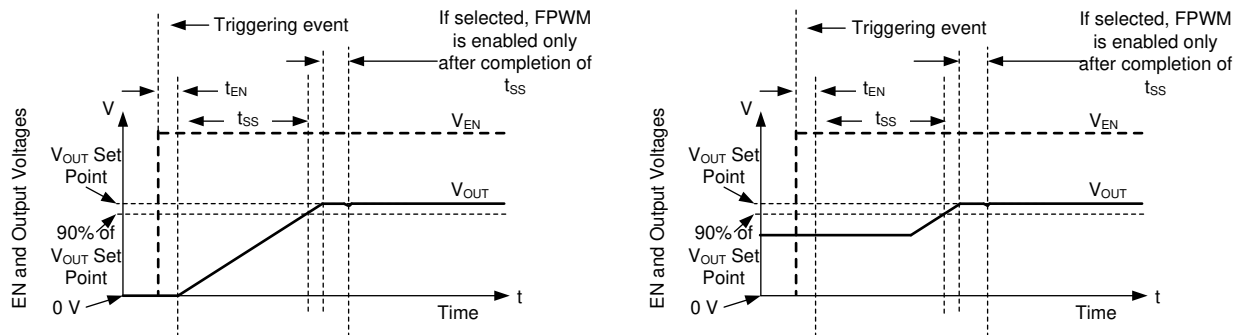 Triggering event
If selected, FPWM
is enabled only
after completion of
tSS
tEN
V
tSS
VEN
EN and Output Voltages
VOUT Set
Point
VOUT
90% of
VOUT Set
Point
0 V
t
Time
Triggering event
If selected, FPWM
is enabled only
after completion of
tSS
tEN
V
tSS
VEN
EN and Output Voltages
VOUT Set
Point
VOUT
90% of
VOUT Set
Point
0 V
t
Time